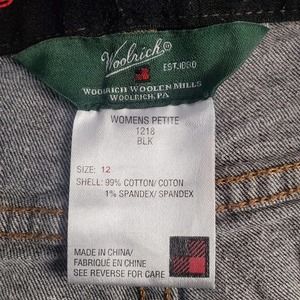 Woolrich®
EST.1830
WOOLRICH WOOLEN MILLS
WOOLRICH, PA
WOMENS PETITE
1218
BLK
SIZE: 12
SHELL: 99% COTTON/ COTON
1% SPANDEX/ SPANDEX
MADE IN CHINA/
FABRIQUÉ EN CHINE
SEE REVERSE FOR CARE